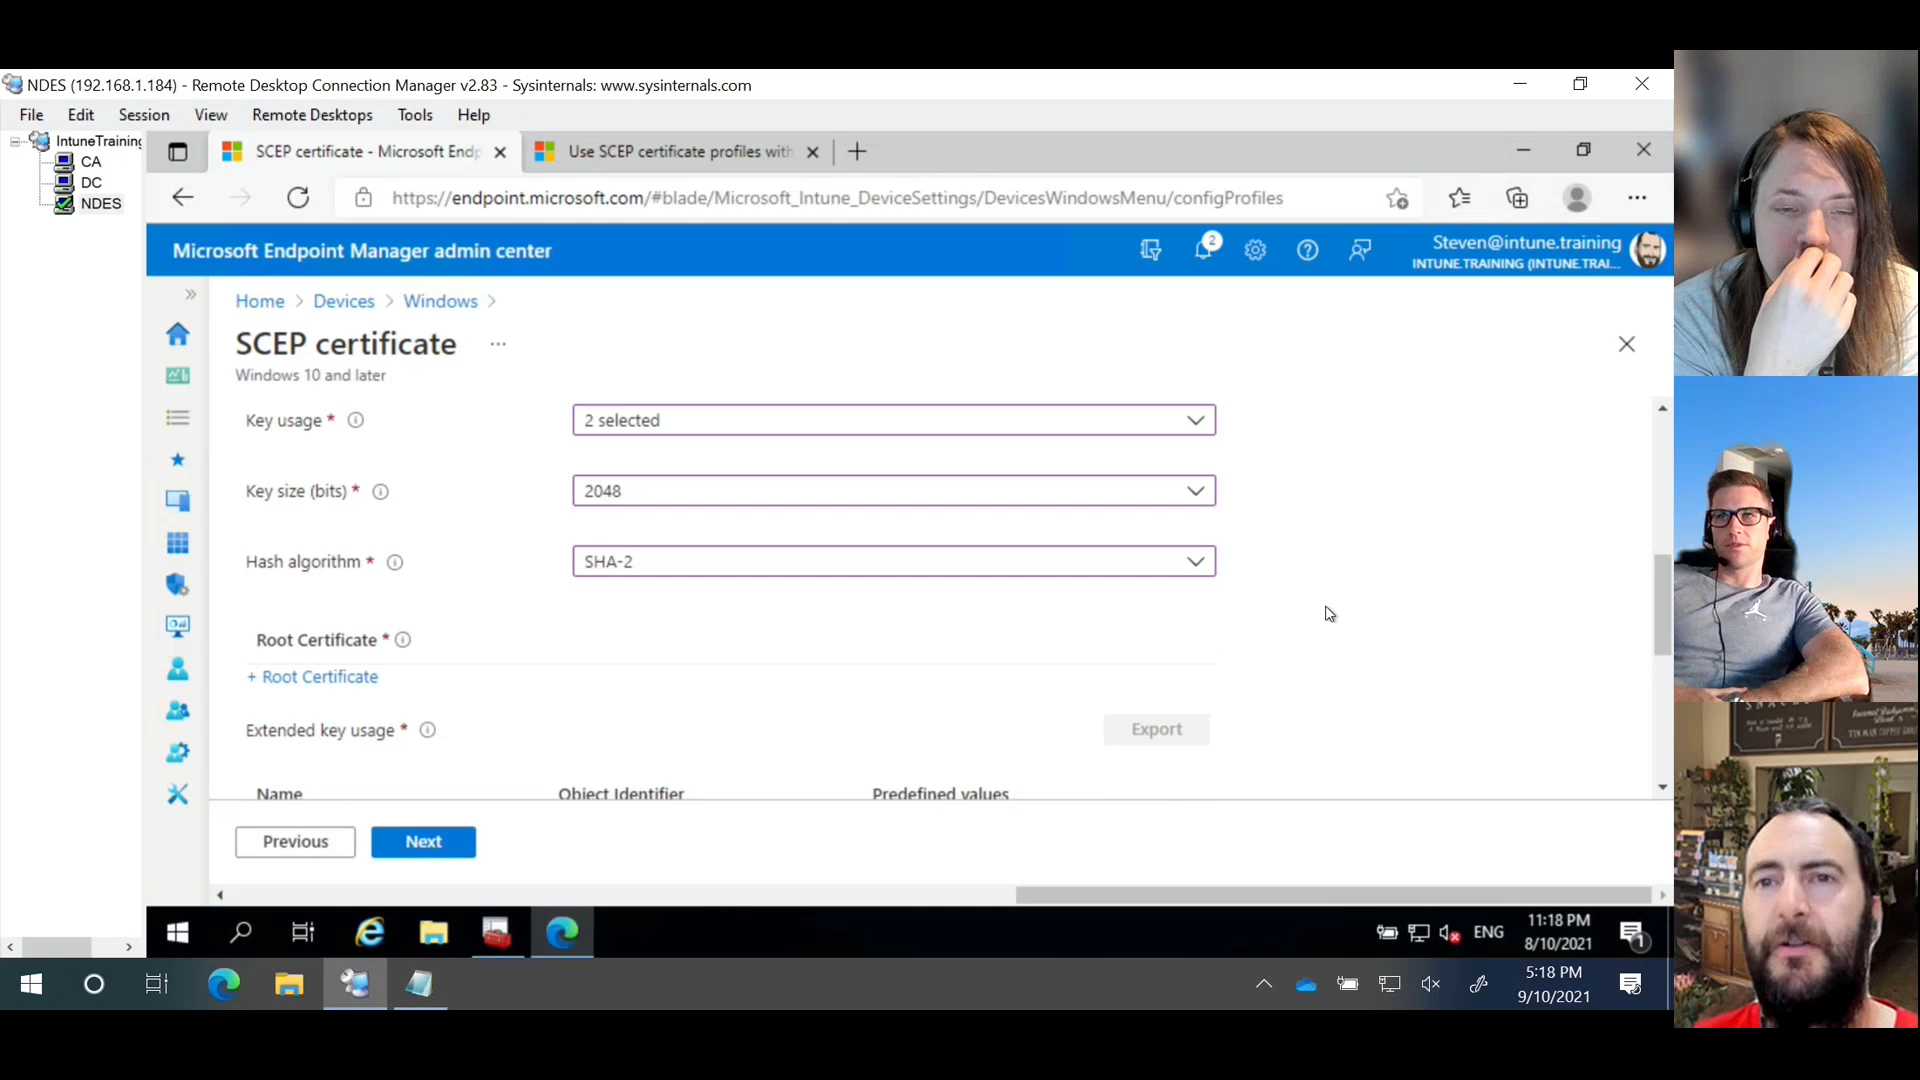 NDES (192.168.1.184) - Remote Desktop Connection Manager v2.83 - Sysinternals: www.sysinternals.com
File Edit Session View Remote Desktops Tools Help
IntuneTraining
CA
DC
NDES
SCEP certificate - Microsoft Endp
Use SCEP certificate profiles with
https://endpoint.microsoft.com/#blade/Microsoft_Intune_DeviceSettings/DevicesWindowsMenu/configProfiles
Microsoft Endpoint Manager admin center
2
Steven@intune.training
INTUNE.TRAINING (INTUNE.TRAI...
Home > Devices > Windows >
SCEP certificate ...
Windows 10 and later
Key usage * 2 selected
Key size (bits) * 2048
Hash algorithm * SHA-2
Root Certificate *
+ Root Certificate
Extended key usage * Export
Name Object Identifier Predefined values
Previous Next
ENG
11:18 PM
8/10/2021
1
5:18 PM
9/10/2021